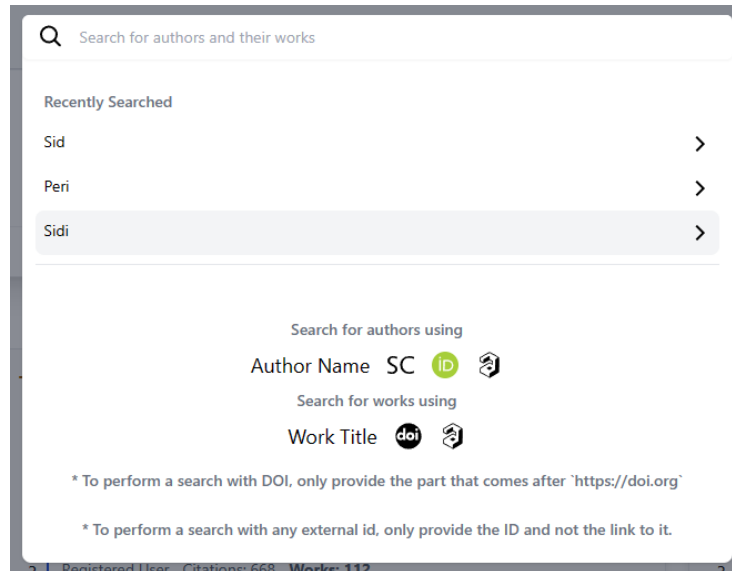 Search for authors and their works
Recently Searched
Sid
Peri
Sidi
Search for authors using
Author Name SC iD
Search for works using
Work Title doi
* To perform a search with DOI, only provide the part that comes after `https://doi.org`
* To perform a search with any external id, only provide the ID and not the link to it.
Registered User Citations: 668 Works: 112